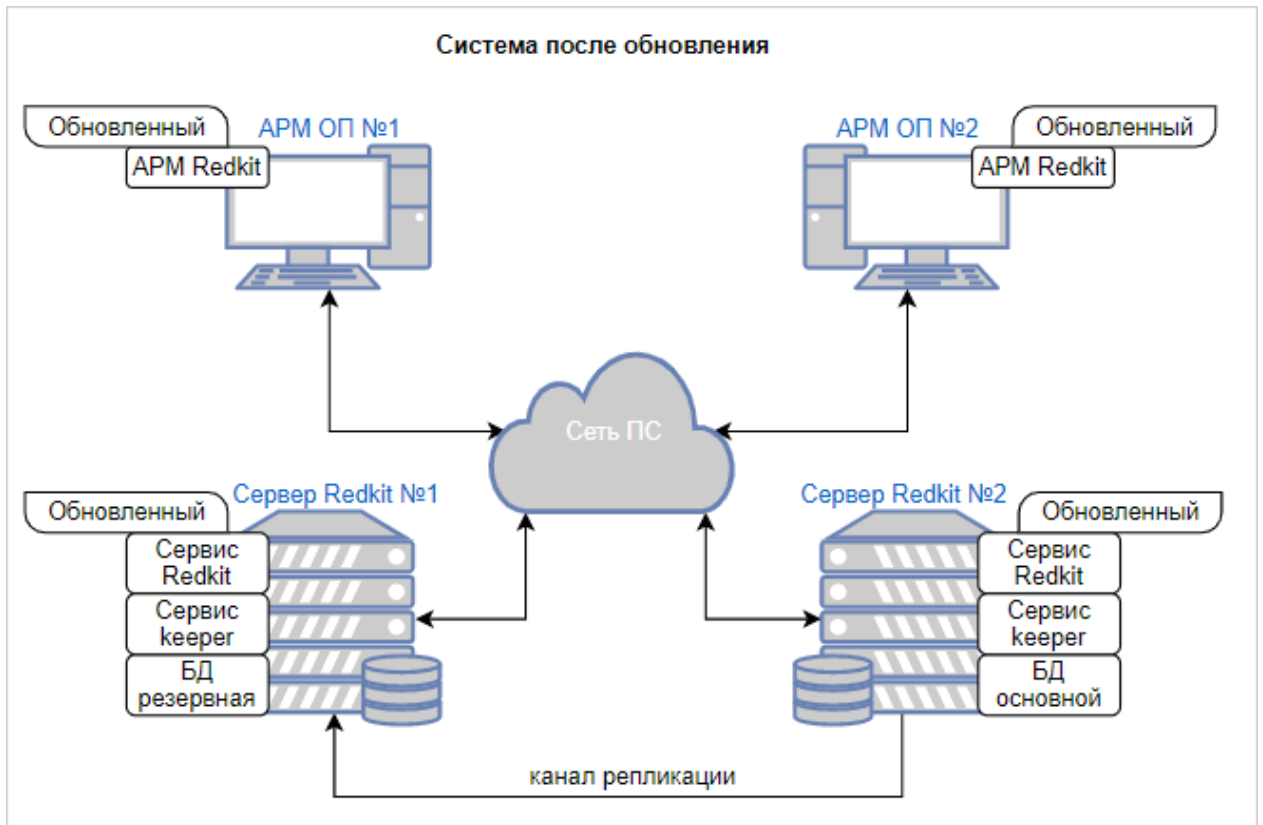 Система после обновления
Обновленный
АРМ ОП №1
АРМ Redkit
АРМ ОП №2
Обновленный
АРМ Redkit
Сеть ПС
Сервер Redkit №1
Обновленный
Сервис
Redkit
Сервис
keeper
БД
резервная
Сервер Redkit №2
Обновленный
Сервис
Redkit
Сервис
keeper
БД
основной
канал репликации